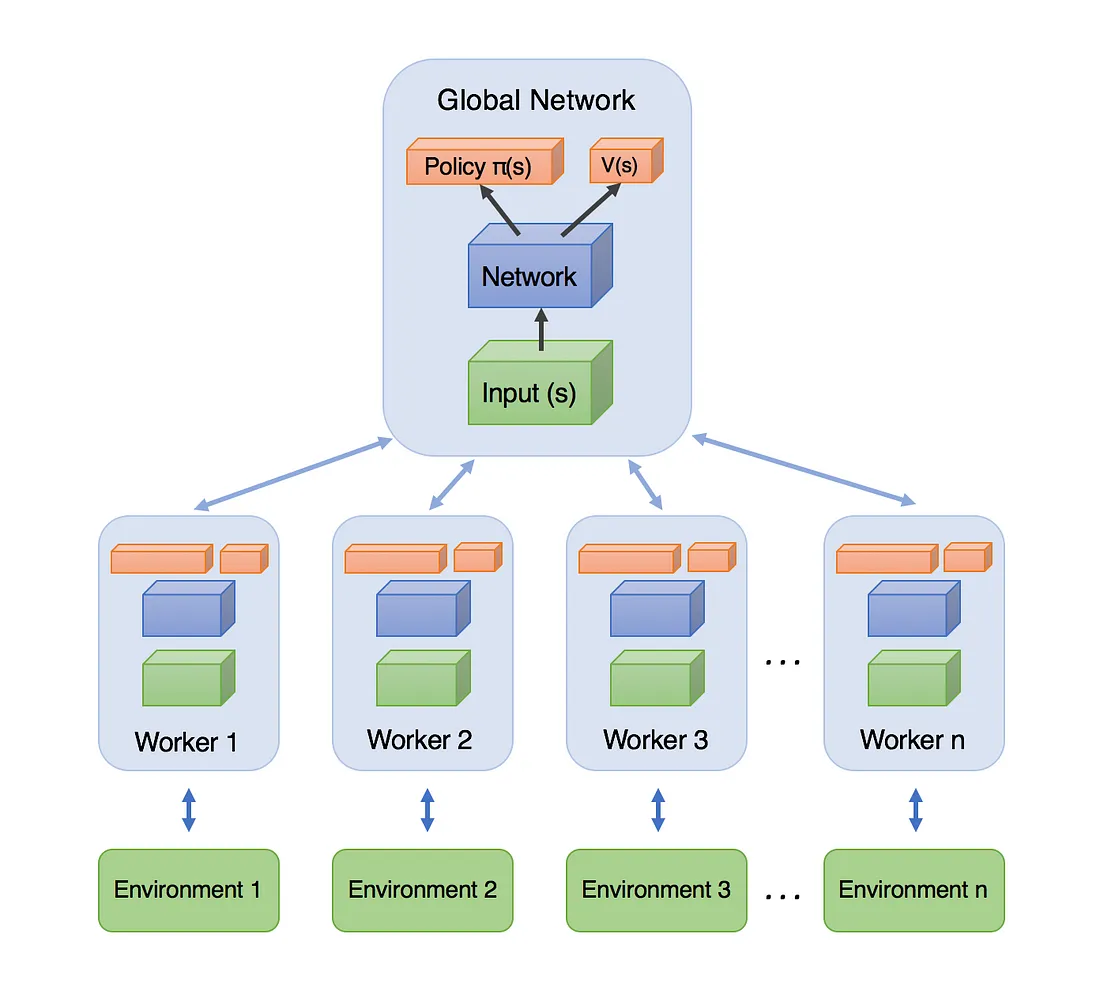 Global Network
Policy π(s)
V(s)
Network
Input (s)
Worker 1
Worker 2
Worker 3
...
Worker n
Environment 1
Environment 2
Environment 3
...
Environment n